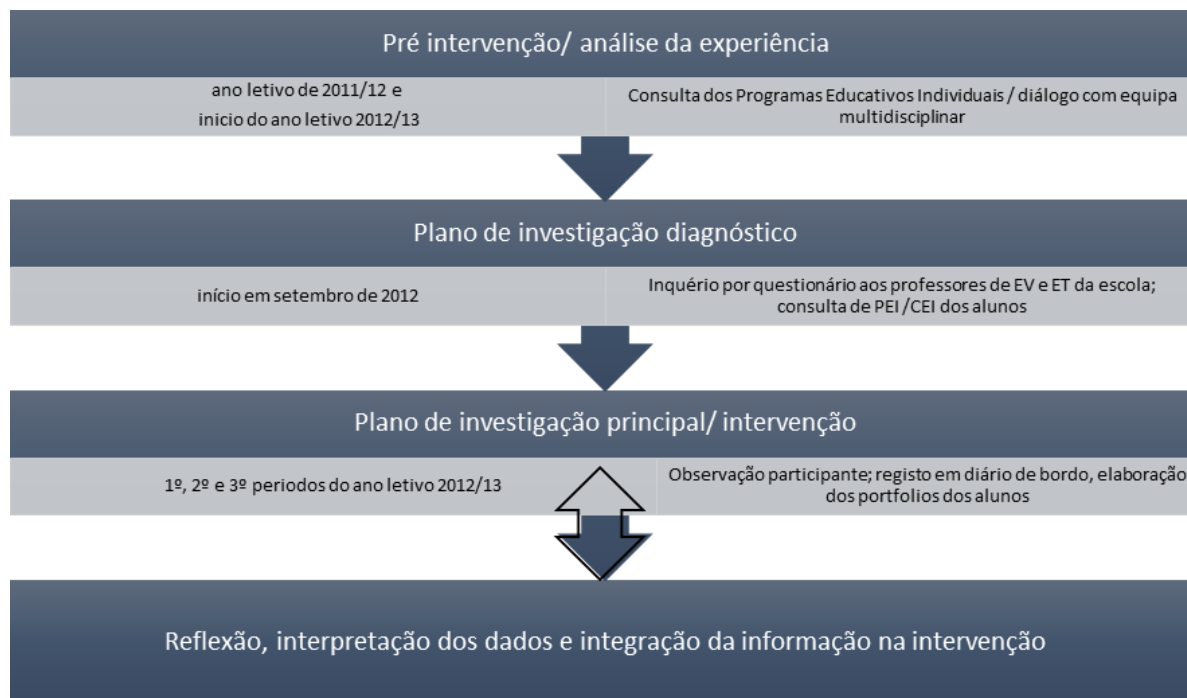 Pré intervenção/ análise da experiência
ano letivo de 2011/12 e
inicio do ano letivo 2012/13
Consulta dos Programas Educativos Individuais / diálogo com equipa
multidisciplinar
Plano de investigação diagnóstico
início em setembro de 2012
Inquério por questionário aos professores de EV e ET da escola;
consulta de PEI /CEI dos alunos
Plano de investigação principal/ intervenção
1º, 2º e 3º periodos do ano letivo 2012/13
Observação participante; registo em diário de bordo, elaboração
dos portfolios dos alunos
Reflexão, interpretação dos dados e integração da informação na intervenção